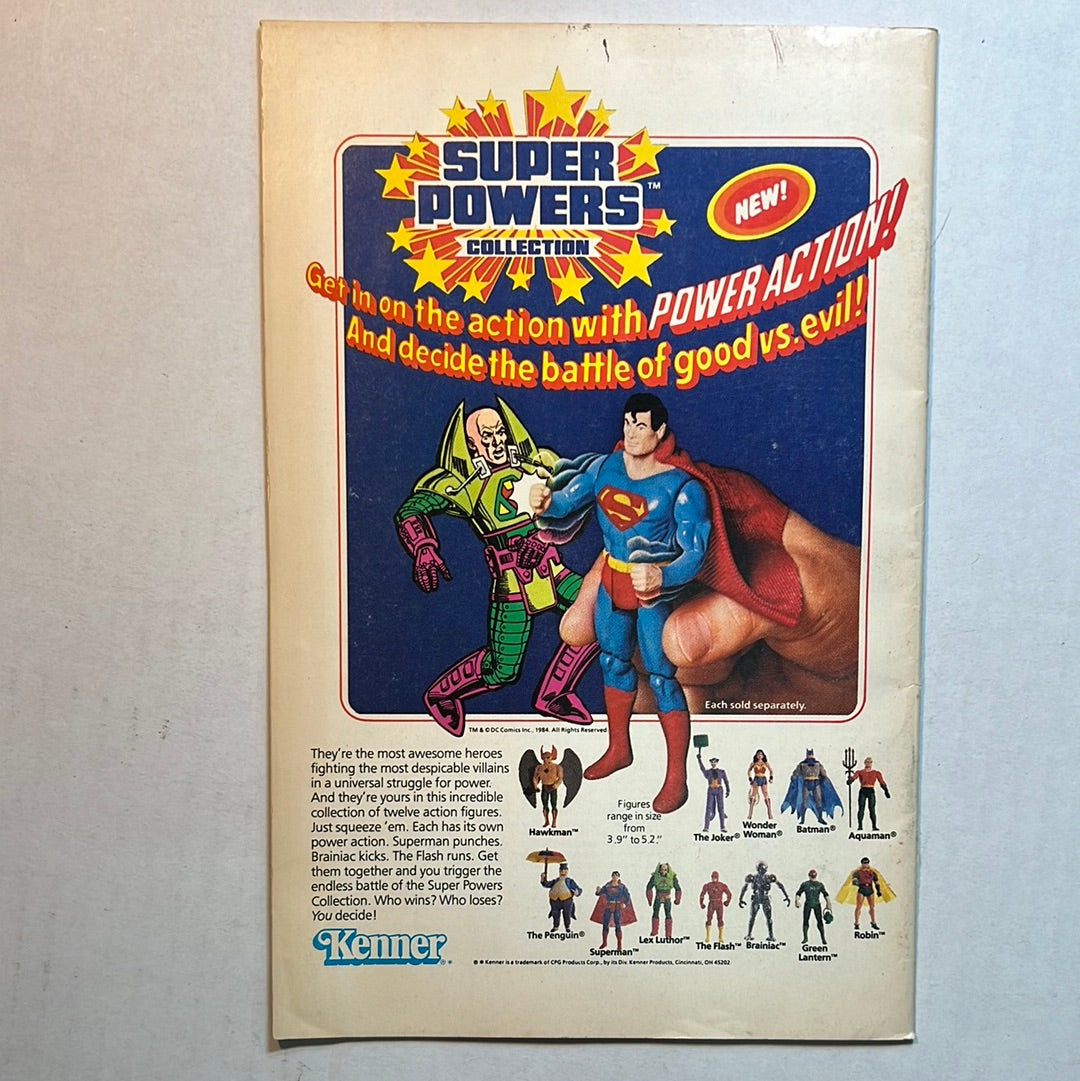 SUPER
POWERS™
COLLECTION
NEW!
Get in on the action with POWER ACTION!
And decide the battle of good vs. evil!
S
Each sold separately.
TM & © DC Comics Inc., 1984. All Rights Reserved
They're the most awesome heroes
fighting the most despicable villains
in a universal struggle for power.
And they're yours in this incredible
collection of twelve action figures.
Just squeeze 'em. Each has its own
power action. Superman punches.
Brainiac kicks. The Flash runs. Get
them together and you trigger the
endless battle of the Super Powers
Collection. Who wins? Who loses?
You decide!
Kenner®*
Hawkman™
Figures
range in size
from
3.9" to 5.2."
The Joker®
Wonder
Woman®
Batman®
Aquaman®
The Penguin®
Superman™
Lex Luthor™
The Flash™
Brainiac™
Green
Lantern™
Robin™
® * Kenner is a trademark of CPG Products Corp., by its Div. Kenner Products, Cincinnati, OH 45202